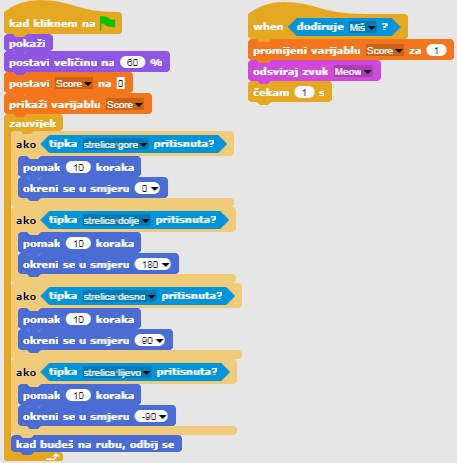 kad kliknem na
pokaži
postavi veličinu na 60 %
postavi Score na 0
prikaži varijablu Score
zauvijek
ako tipka strelica gore pritisnuta?
pomak 10 koraka
okreni se u smjeru 0
ako tipka strelica dolje pritisnuta?
pomak 10 koraka
okreni se u smjeru 180
ako tipka strelica desno pritisnuta?
pomak 10 koraka
okreni se u smjeru 90
ako tipka strelica lijevo pritisnuta?
pomak 10 koraka
okreni se u smjeru -90
kad budeš na rubu, odbij se
when dodiruje Miš ?
promijeni varijablu Score za 1
odsviraj zvuk Meow
čekam 1 s